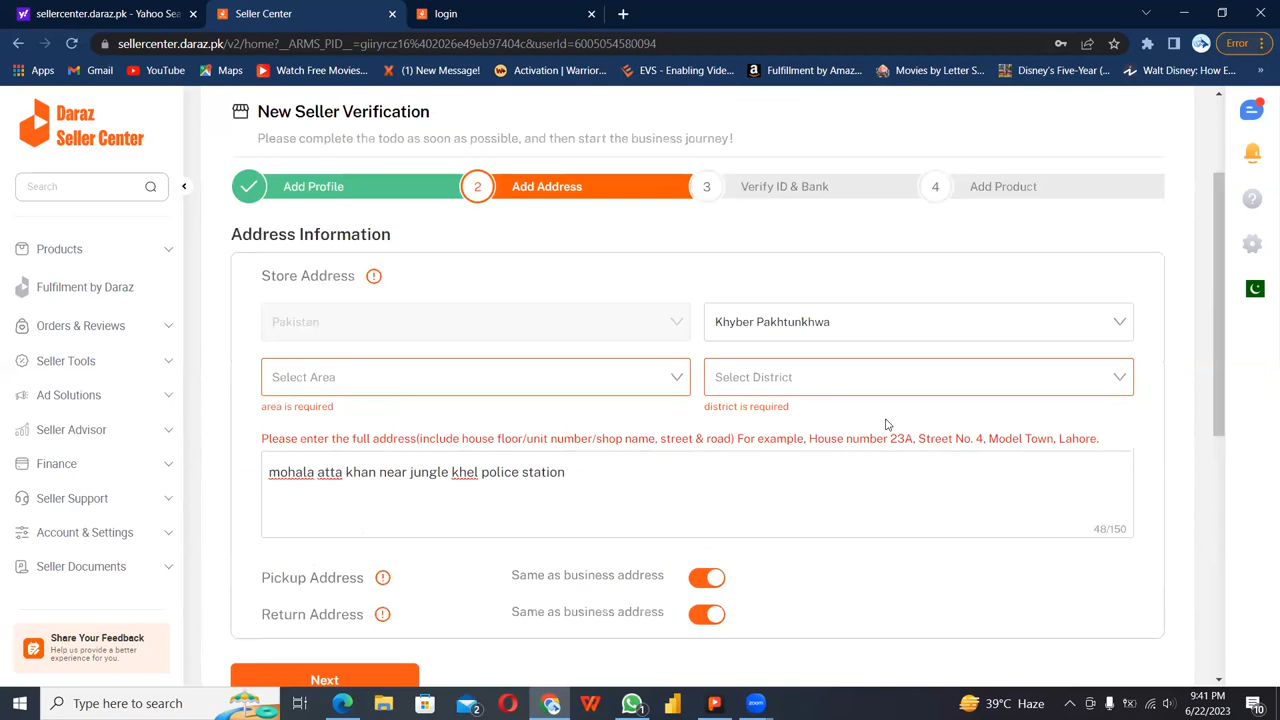 daraz.pk - Yahoo Sea
Seller Center
login
sellercenter.daraz.pk/v2/home?__ARMS_PID__=giiryrcz16%402026e49eb97404c&userId=6005054580094
Error
Apps
Gmail
YouTube
Maps
Watch Free Movies...
(1) New Message!
Activation | Warrior...
EVS - Enabling Vide...
Fulfillment by Amaz...
Movies by Letter S...
Disney's Five-Year (...
Walt Disney: How E...
»
Daraz
Seller Center
Search
Products
Fulfilment by Daraz
Orders & Reviews
Seller Tools
Ad Solutions
Seller Advisor
Finance
Seller Support
Account & Settings
Seller Documents
Share Your Feedback
Help us provide a better
experience for you.
New Seller Verification
Please complete the todo as soon as possible, and then start the business journey!
Add Profile
2 Add Address
3 Verify ID & Bank
4 Add Product
Address Information
Store Address
Pakistan
Khyber Pakhtunkhwa
Select Area
Select District
area is required
district is required
Please enter the full address(include house floor/unit number/shop name, street & road) For example, House number 23A, Street No. 4, Model Town, Lahore.
mohala atta khan near jungle khel police station
48/150
Pickup Address
Same as business address
Return Address
Same as business address
Next
Type here to search
2
1
zoom
39°C Haze
9:41 PM
6/22/2023
10